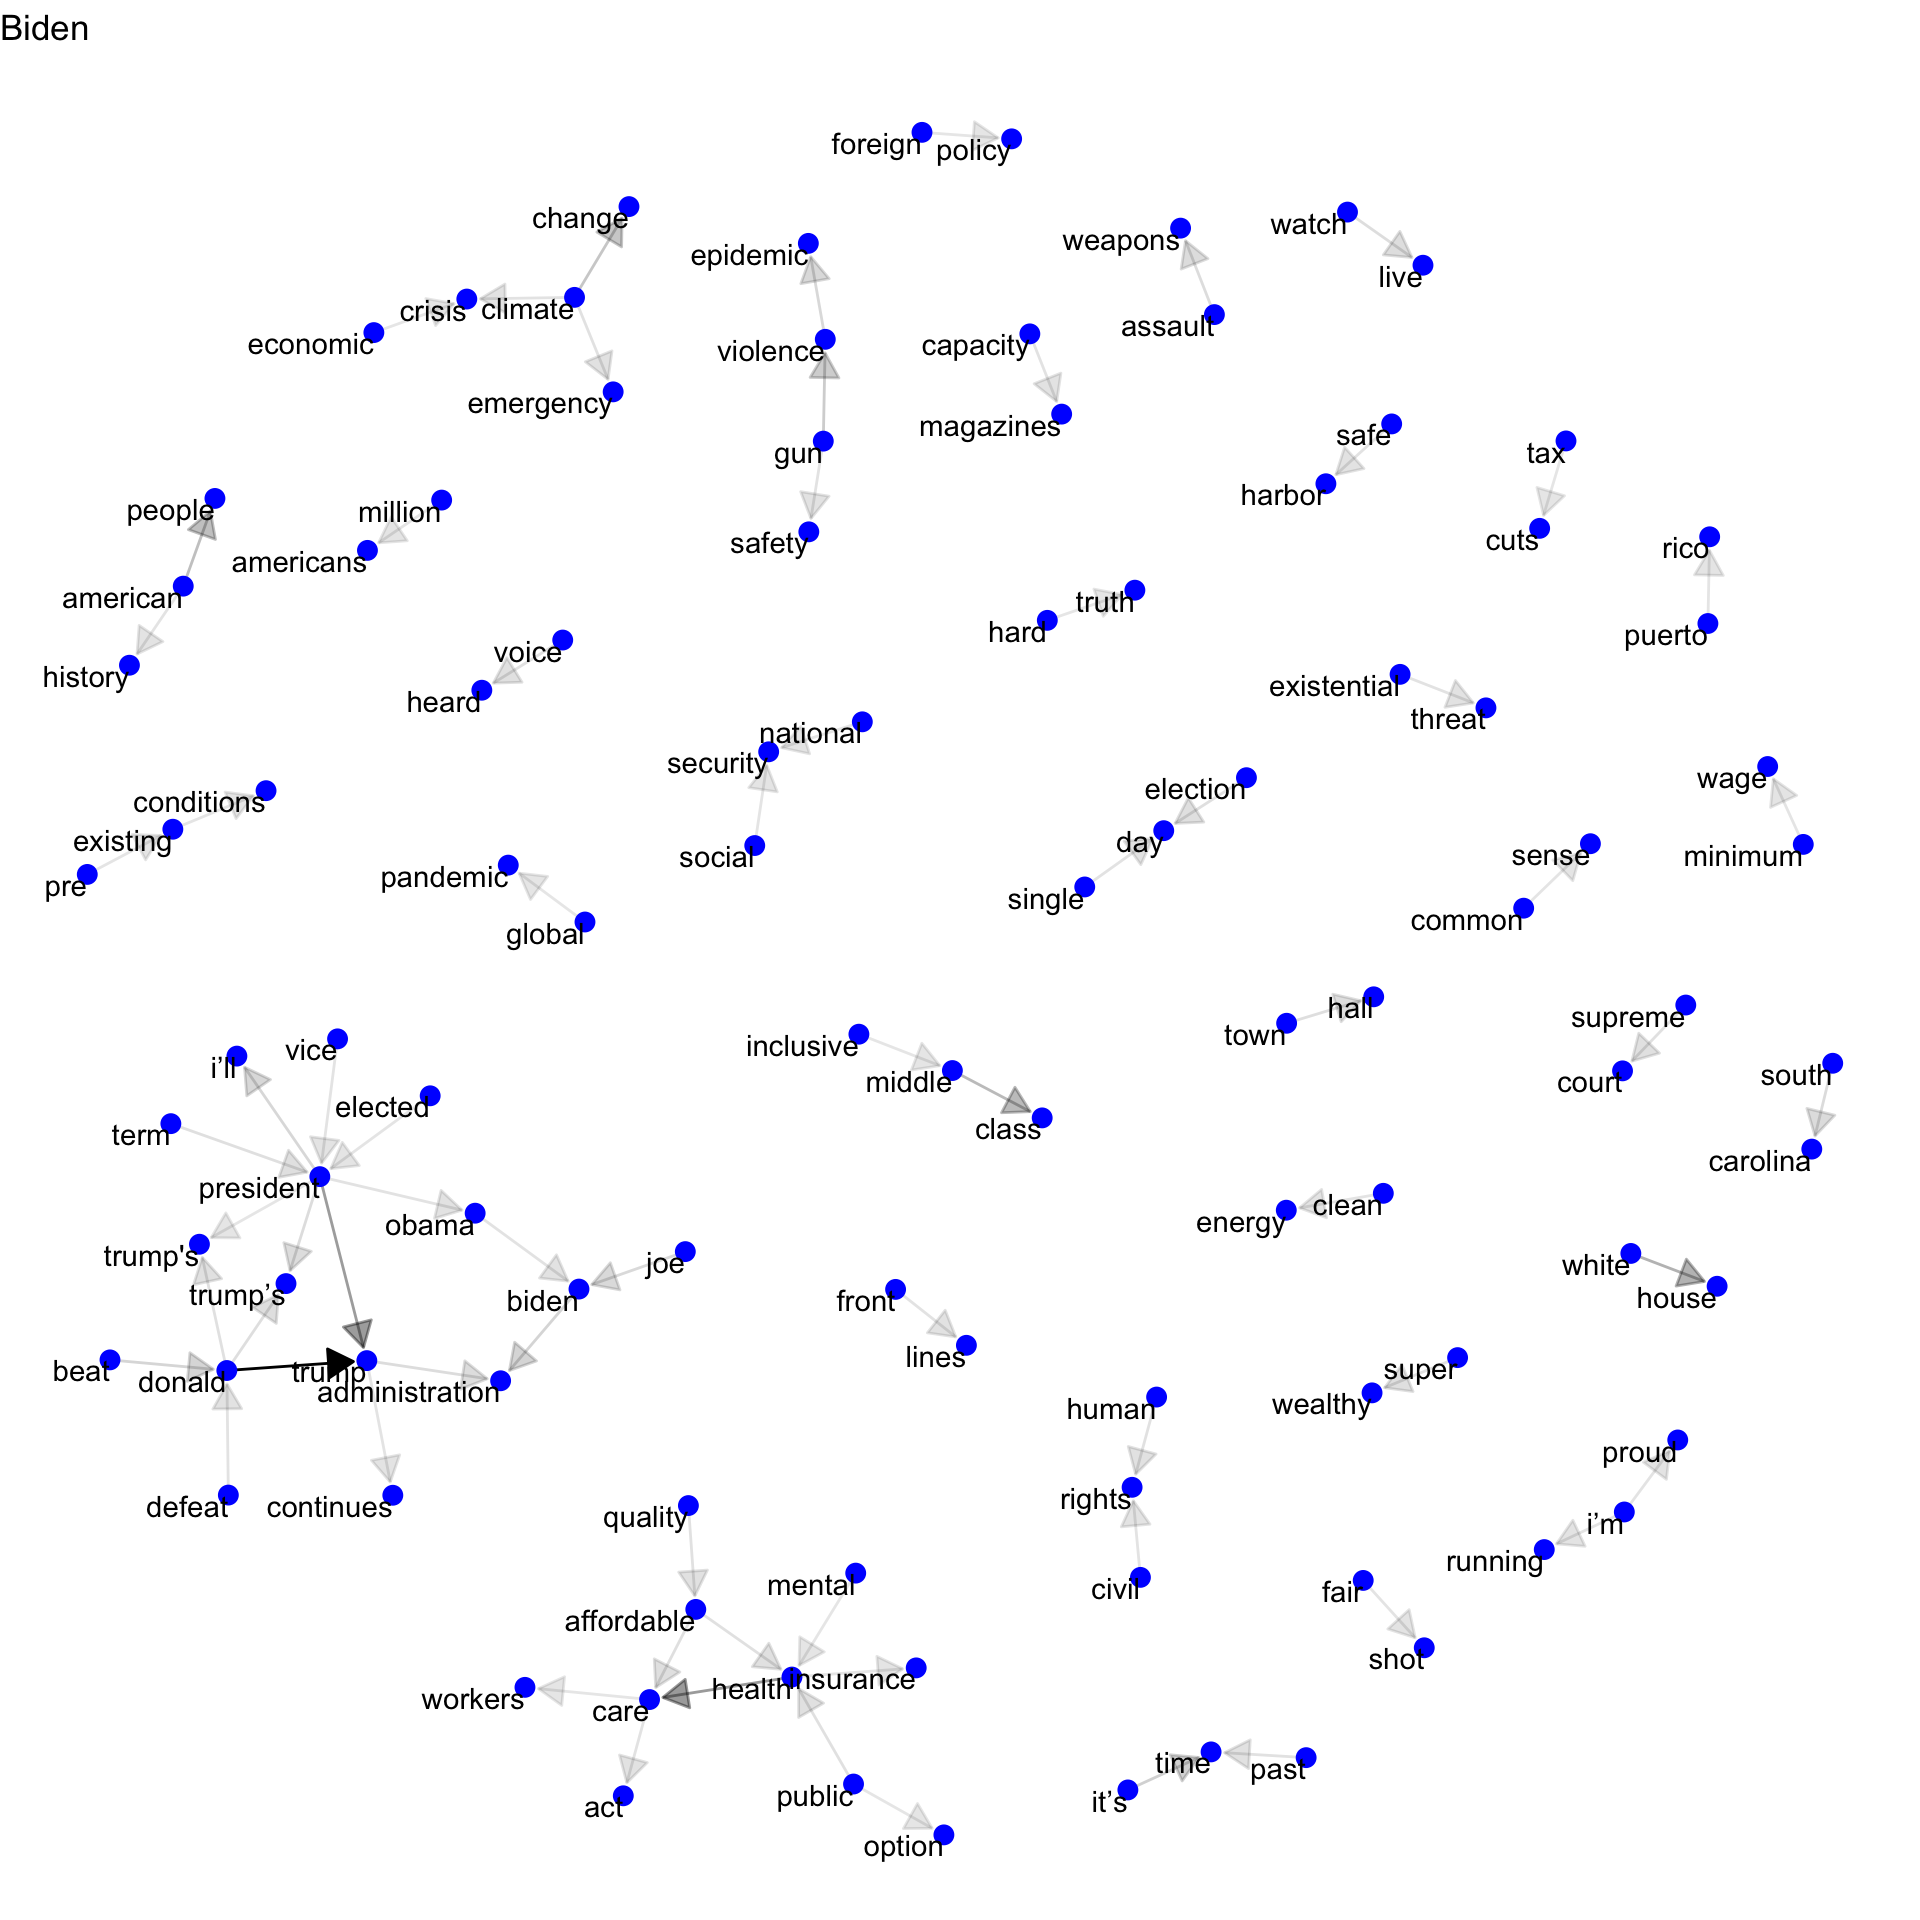 Biden
foreign
policy
change
watch
weapons
epidemic
live
crisis
climate
economic
assault
capacity
violence
emergency
magazines
safe
gun
tax
harbor
people
million
cuts
safety
rico
americans
american
truth
hard
puerto
voice
history
existential
heard
threat
national
security
wage
election
conditions
existing
day
sense
minimum
social
pandemic
pre
single
common
global
hall
supreme
town
inclusive
vice
i’ll
middle
court
south
elected
term
class
carolina
president
clean
obama
energy
trump's
joe
white
trump’s
biden
front
house
lines
beat
donald
trump
super
administration
wealthy
human
proud
rights
defeat
continues
quality
i’m
running
mental
civil
fair
affordable
shot
insurance
health
workers
care
time
past
public
it’s
act
option